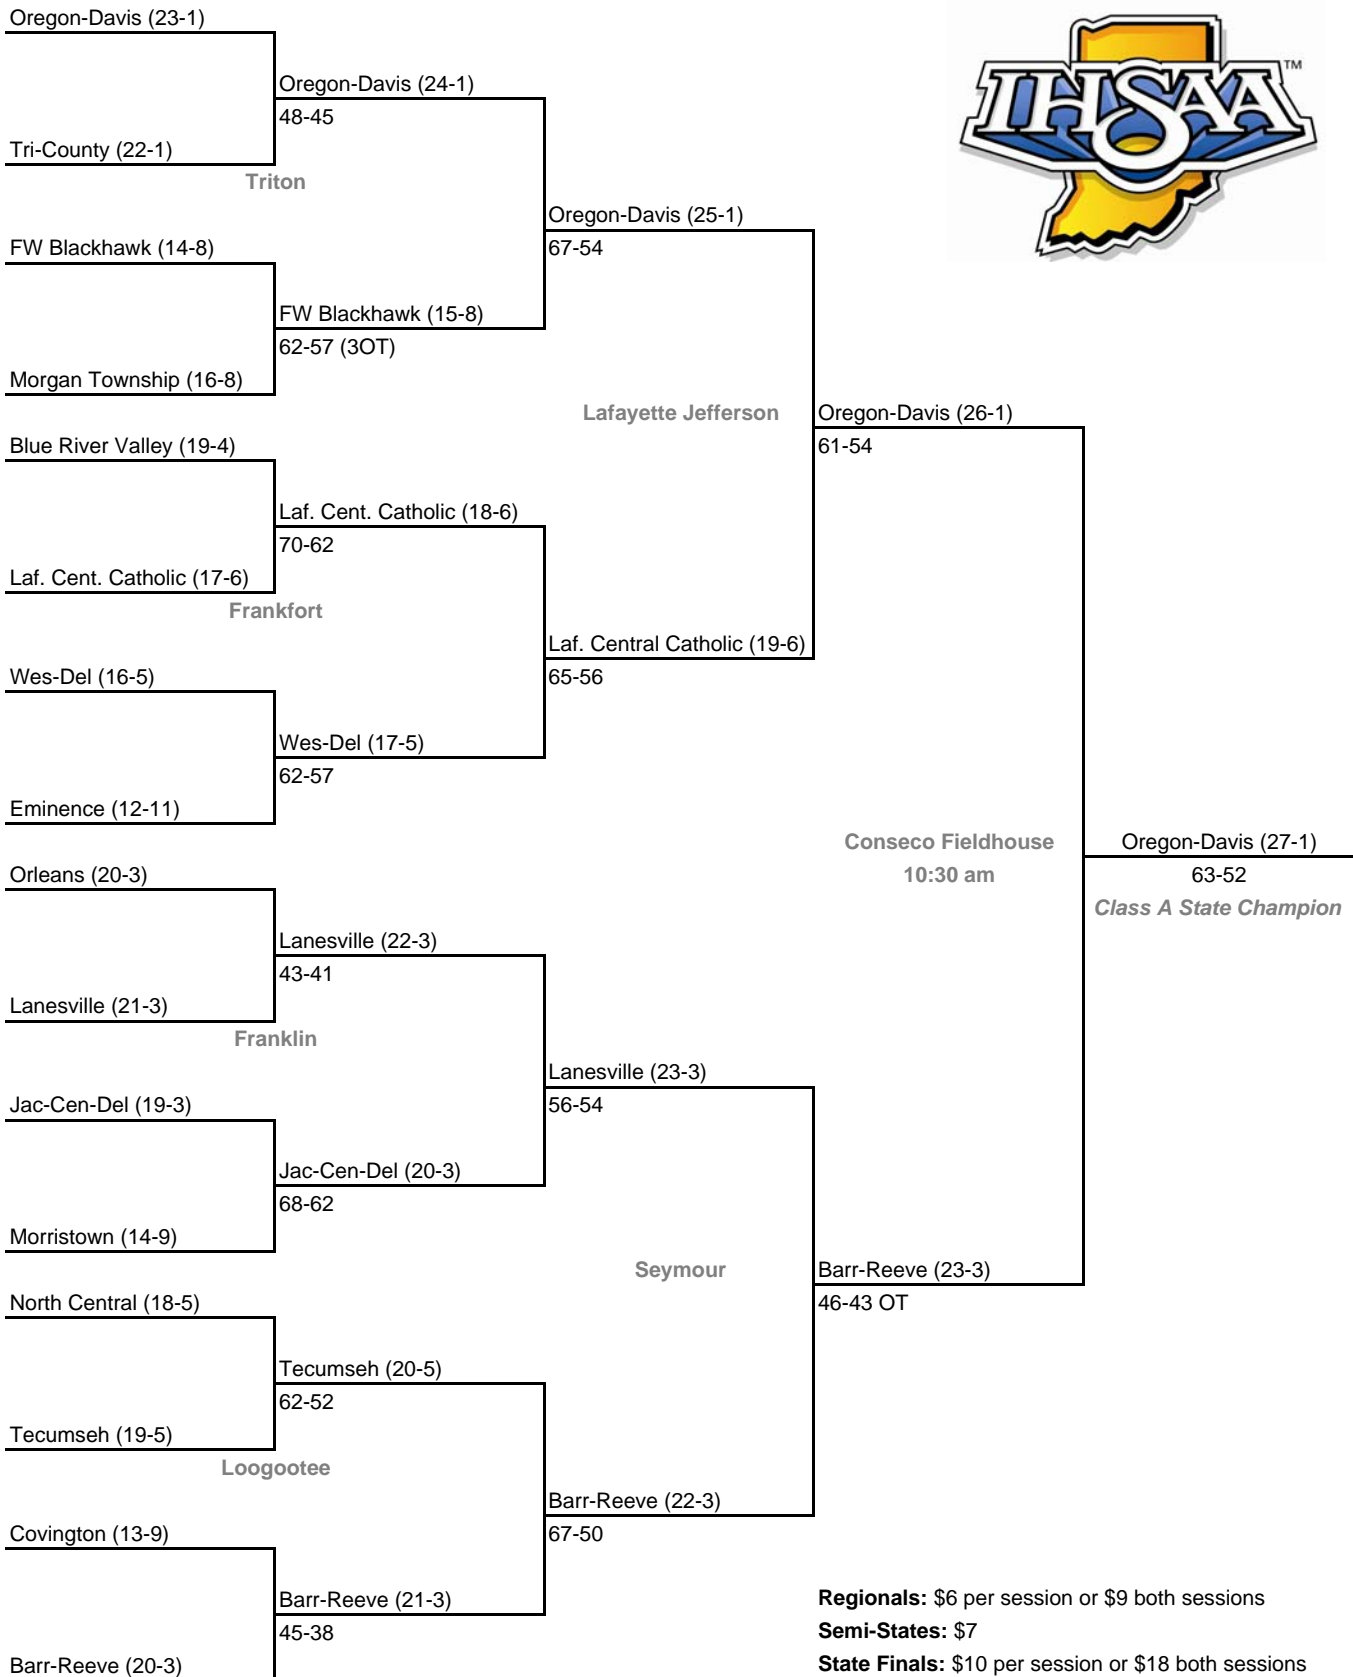 Oregon-Davis (23-1)
IHSAA
TM
Oregon-Davis (24-1)
48-45
Tri-County (22-1)
Triton
Oregon-Davis (25-1)
FW Blackhawk (14-8)
67-54
FW Blackhawk (15-8)
62-57 (3OT)
Morgan Township (16-8)
Lafayette Jefferson
Oregon-Davis (26-1)
Blue River Valley (19-4)
61-54
Laf. Cent. Catholic (18-6)
70-62
Laf. Cent. Catholic (17-6)
Frankfort
Laf. Central Catholic (19-6)
Wes-Del (16-5)
65-56
Wes-Del (17-5)
62-57
Eminence (12-11)
Conseco Fieldhouse
Oregon-Davis (27-1)
Orleans (20-3)
10:30 am
63-52
Class A State Champion
Lanesville (22-3)
43-41
Lanesville (21-3)
Franklin
Lanesville (23-3)
Jac-Cen-Del (19-3)
56-54
Jac-Cen-Del (20-3)
68-62
Morristown (14-9)
Seymour
Barr-Reeve (23-3)
North Central (18-5)
46-43 OT
Tecumseh (20-5)
62-52
Tecumseh (19-5)
Loogootee
Barr-Reeve (22-3)
Covington (13-9)
67-50
Barr-Reeve (21-3)
45-38
Barr-Reeve (20-3)
Regionals: $6 per session or $9 both sessions
Semi-States: $7
State Finals: $10 per session or $18 both sessions